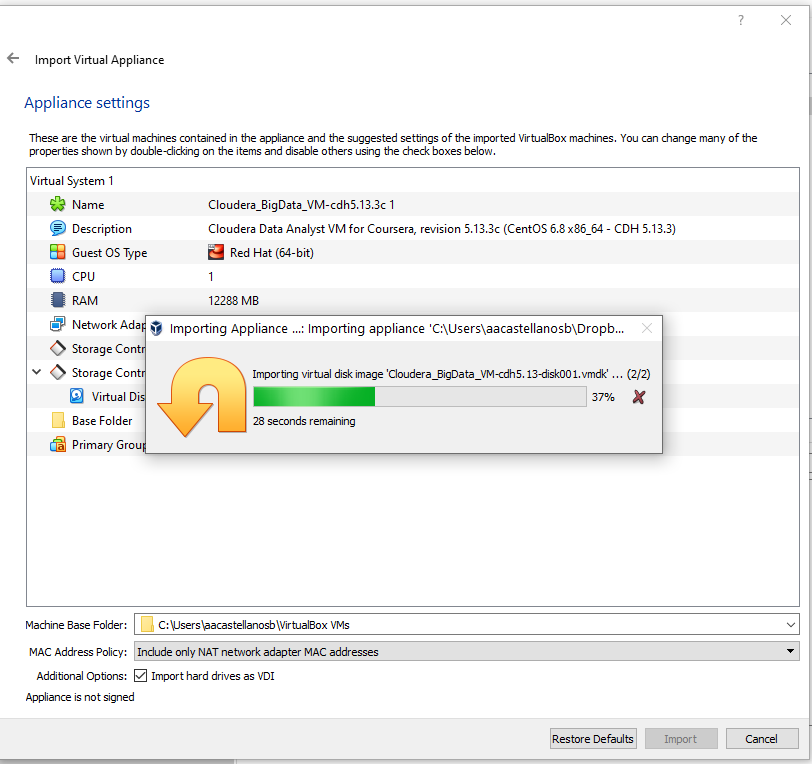 ?
Import Virtual Appliance
Appliance settings
These are the virtual machines contained in the appliance and the suggested settings of the imported VirtualBox machines. You can change many of the
properties shown by double-clicking on the items and disable others using the check boxes below.
Virtual System 1
Name Cloudera_BigData_VM-cdh5.13.3c 1
Description Cloudera Data Analyst VM for Coursera, revision 5.13.3c (CentOS 6.8 x86_64 - CDH 5.13.3)
Guest OS Type Red Hat (64-bit)
CPU 1
RAM 12288 MB
Network Adap
Storage Contr
Storage Contr
Virtual Dis
Base Folder
Primary Group
Importing Appliance ...: Importing appliance 'C:\Users\aacastellanosb\Dropb...
Importing virtual disk image 'Cloudera_BigData_VM-cdh5.13-disk001.vmdk' ... (2/2)
37%
28 seconds remaining
Machine Base Folder: C:\Users\aacastellanosb\VirtualBox VMs
MAC Address Policy: Include only NAT network adapter MAC addresses
Additional Options: Import hard drives as VDI
Appliance is not signed
Restore Defaults Import Cancel